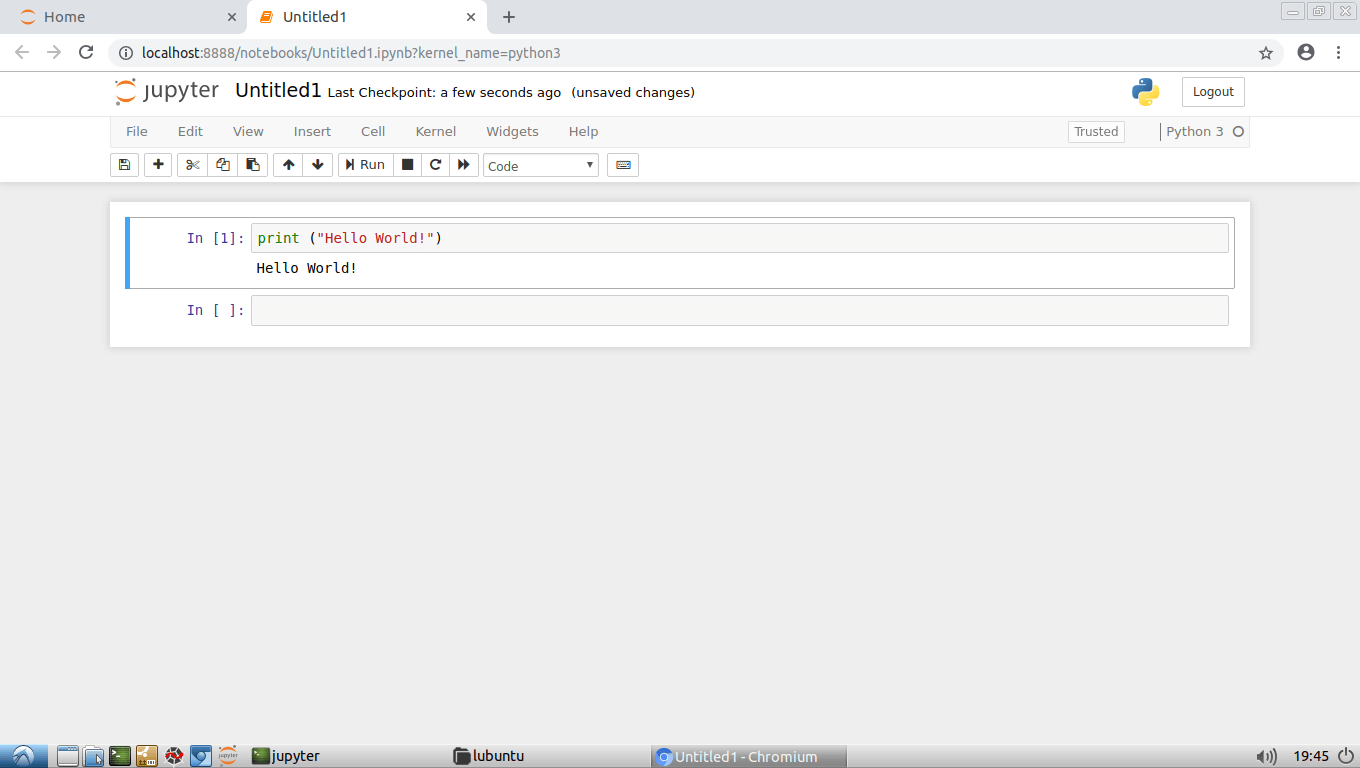 Home
Untitled1
localhost:8888/notebooks/Untitled1.ipynb?kernel_name=python3
jupyter Untitled1 Last Checkpoint: a few seconds ago (unsaved changes)
Logout
File Edit View Insert Cell Kernel Widgets Help
Trusted
Python 3
Run
Code
In [1]: print ("Hello World!")
Hello World!
In [ ]:
jupyter
jupyter
lubuntu
Untitled1 - Chromium
19:45